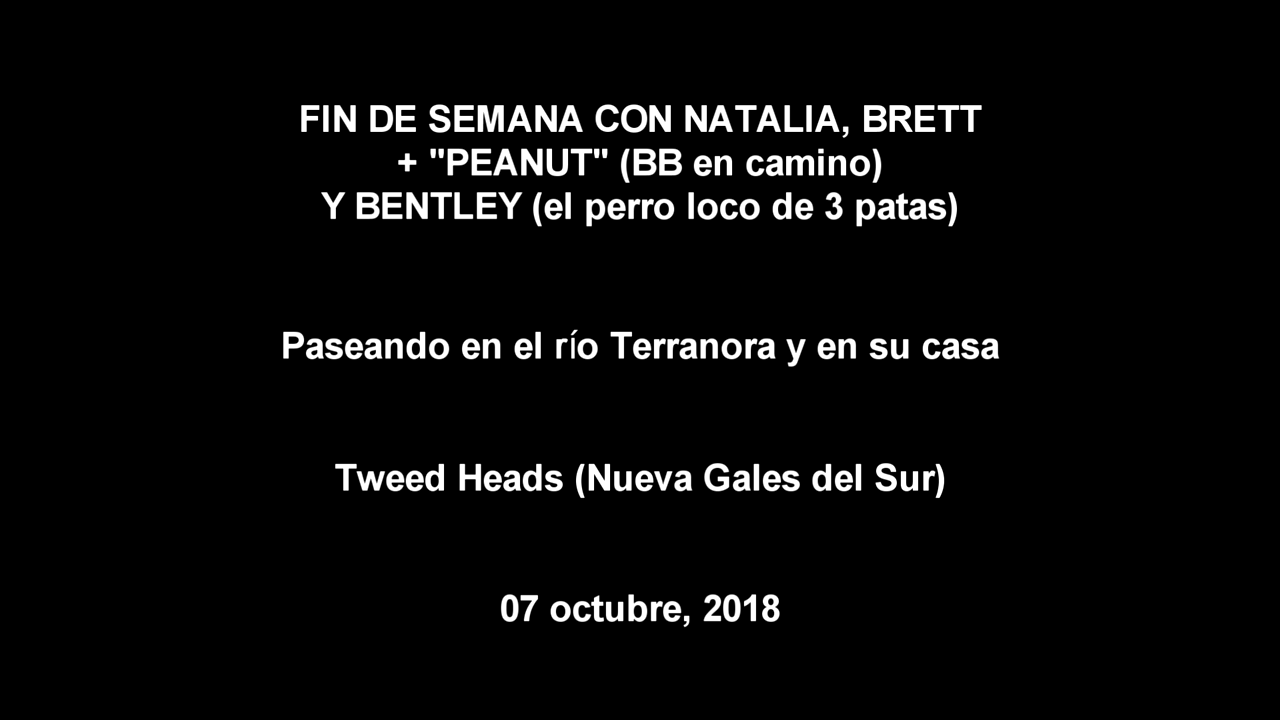 FIN DE SEMANA CON NATALIA, BRETT
+ "PEANUT" (BB en camino)
Y BENTLEY (el perro loco de 3 patas)
Paseando en el río Terranora y en su casa
Tweed Heads (Nueva Gales del Sur)
07 octubre, 2018